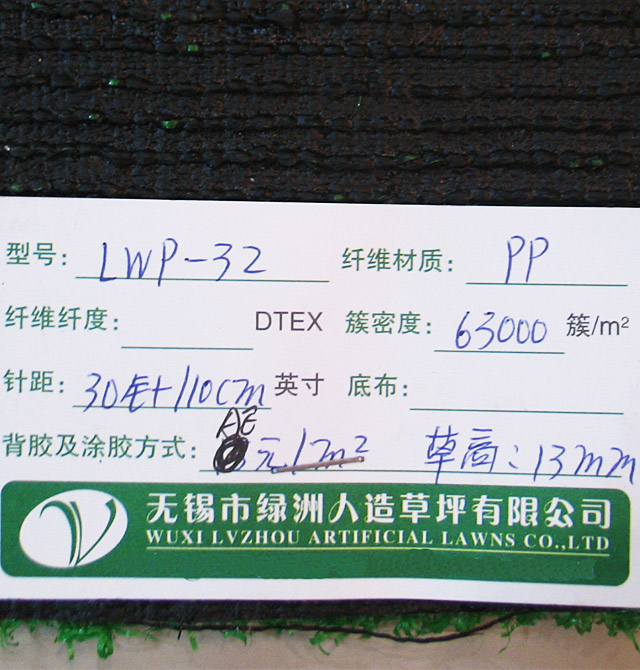 型号: LWP-32 纤维材质: PP
纤维纤度: DTEX 簇密度: 63000 簇/m²
针距: 30针/10cm 英寸 底布:
背胶及涂胶方式: 元/m² 草高: 13mm
无锡市绿洲人造草坪有限公司
WUXI LVZHOU ARTIFICIAL LAWNS CO.,LTD